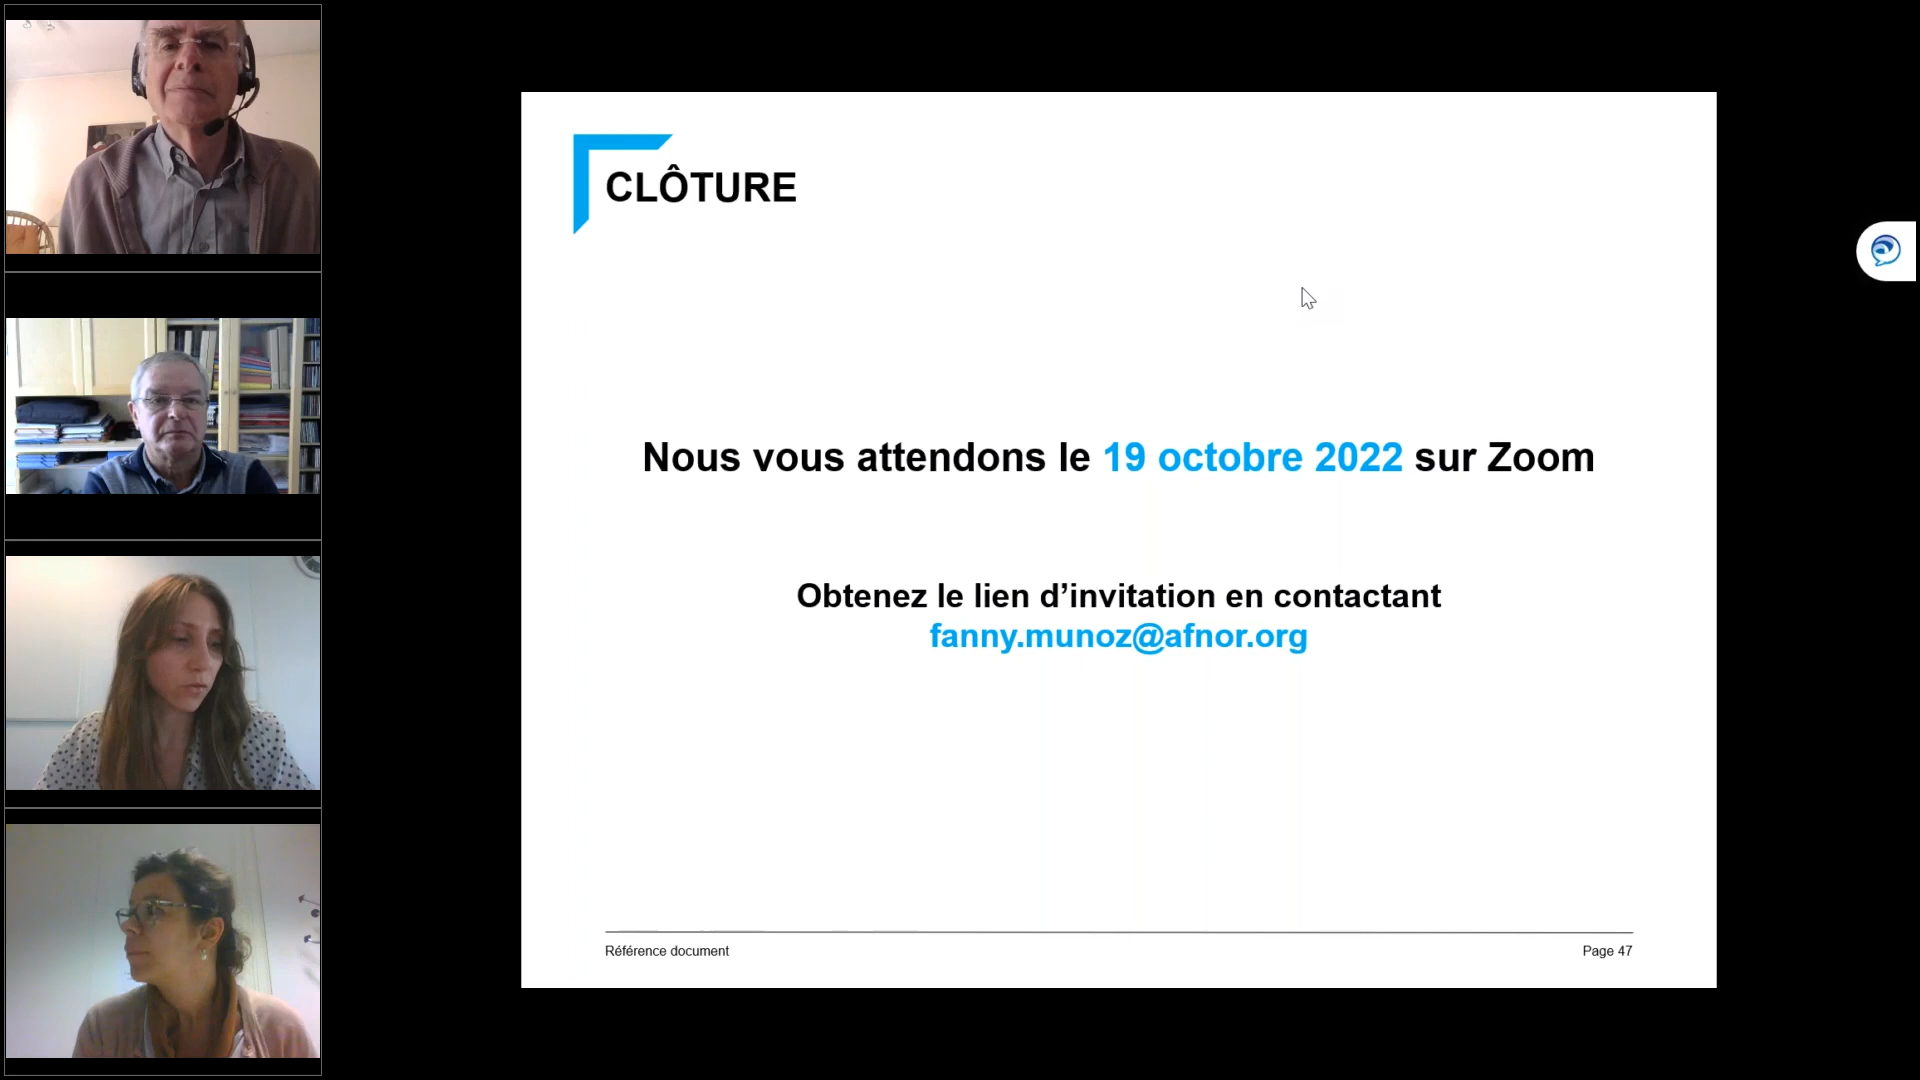 CLÔTURE
Nous vous attendons le 19 octobre 2022 sur Zoom
Obtenez le lien d’invitation en contactant
fanny.munoz@afnor.org
Référence document
Page 47